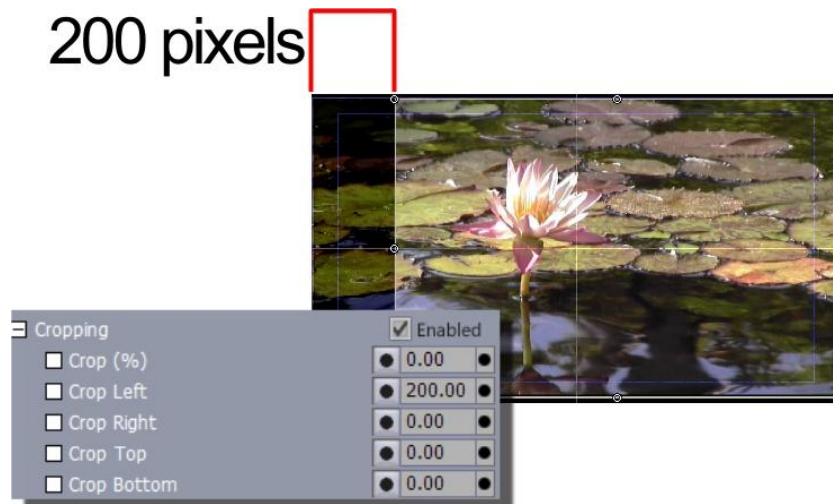 200 pixels
Cropping Enabled
Crop (%) 0.00
Crop Left 200.00
Crop Right 0.00
Crop Top 0.00
Crop Bottom 0.00